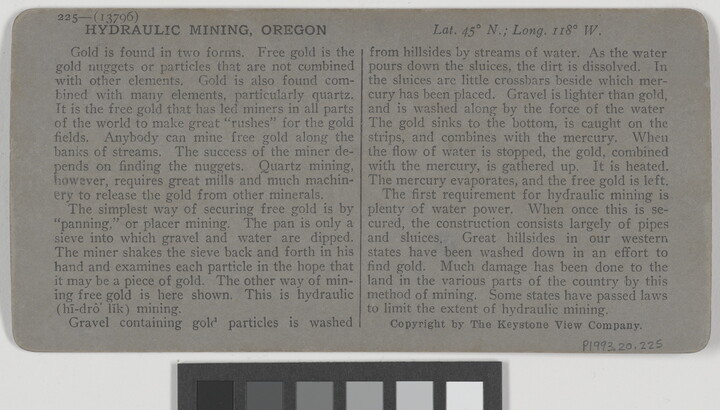 225—(13706)
HYDRAULIC MINING, OREGON
Lat. 45° N.; Long. 118° W.
Gold is found in two forms. Free gold is the
gold nuggets or particles that are not combined
with other elements. Gold is also found com-
bined with many elements, particularly quartz.
It is the free gold that has led miners in all parts
of the world to make great "rushes" for the gold
fields. Anybody can mine free gold along the
banks of streams. The success of the miner de-
pends on finding the nuggets. Quartz mining,
however, requires great mills and much machin-
ery to release the gold from other minerals.
The simplest way of securing free gold is by
"panning," or placer mining. The pan is only a
sieve into which gravel and water are dipped.
The miner shakes the sieve back and forth in his
hand and examines each particle in the hope that
it may be a piece of gold. The other way of min-
ing free gold is here shown. This is hydraulic
(hī-drô′ lĭk) mining.
Gravel containing gold particles is washed
from hillsides by streams of water. As the water
pours down the sluices, the dirt is dissolved. In
the sluices are little crossbars beside which mer-
cury has been placed. Gravel is lighter than gold,
and is washed along by the force of the water
The gold sinks to the bottom, is caught on the
strips, and combines with the mercury. When
the flow of water is stopped, the gold, combined
with the mercury, is gathered up. It is heated.
The mercury evaporates, and the free gold is left.
The first requirement for hydraulic mining is
plenty of water power. When once this is se-
cured, the construction consists largely of pipes
and sluices. Great hillsides in our western
states have been washed down in an effort to
find gold. Much damage has been done to the
land in the various parts of the country by this
method of mining. Some states have passed laws
to limit the extent of hydraulic mining.
Copyright by The Keystone View Company.
P1993.20.225